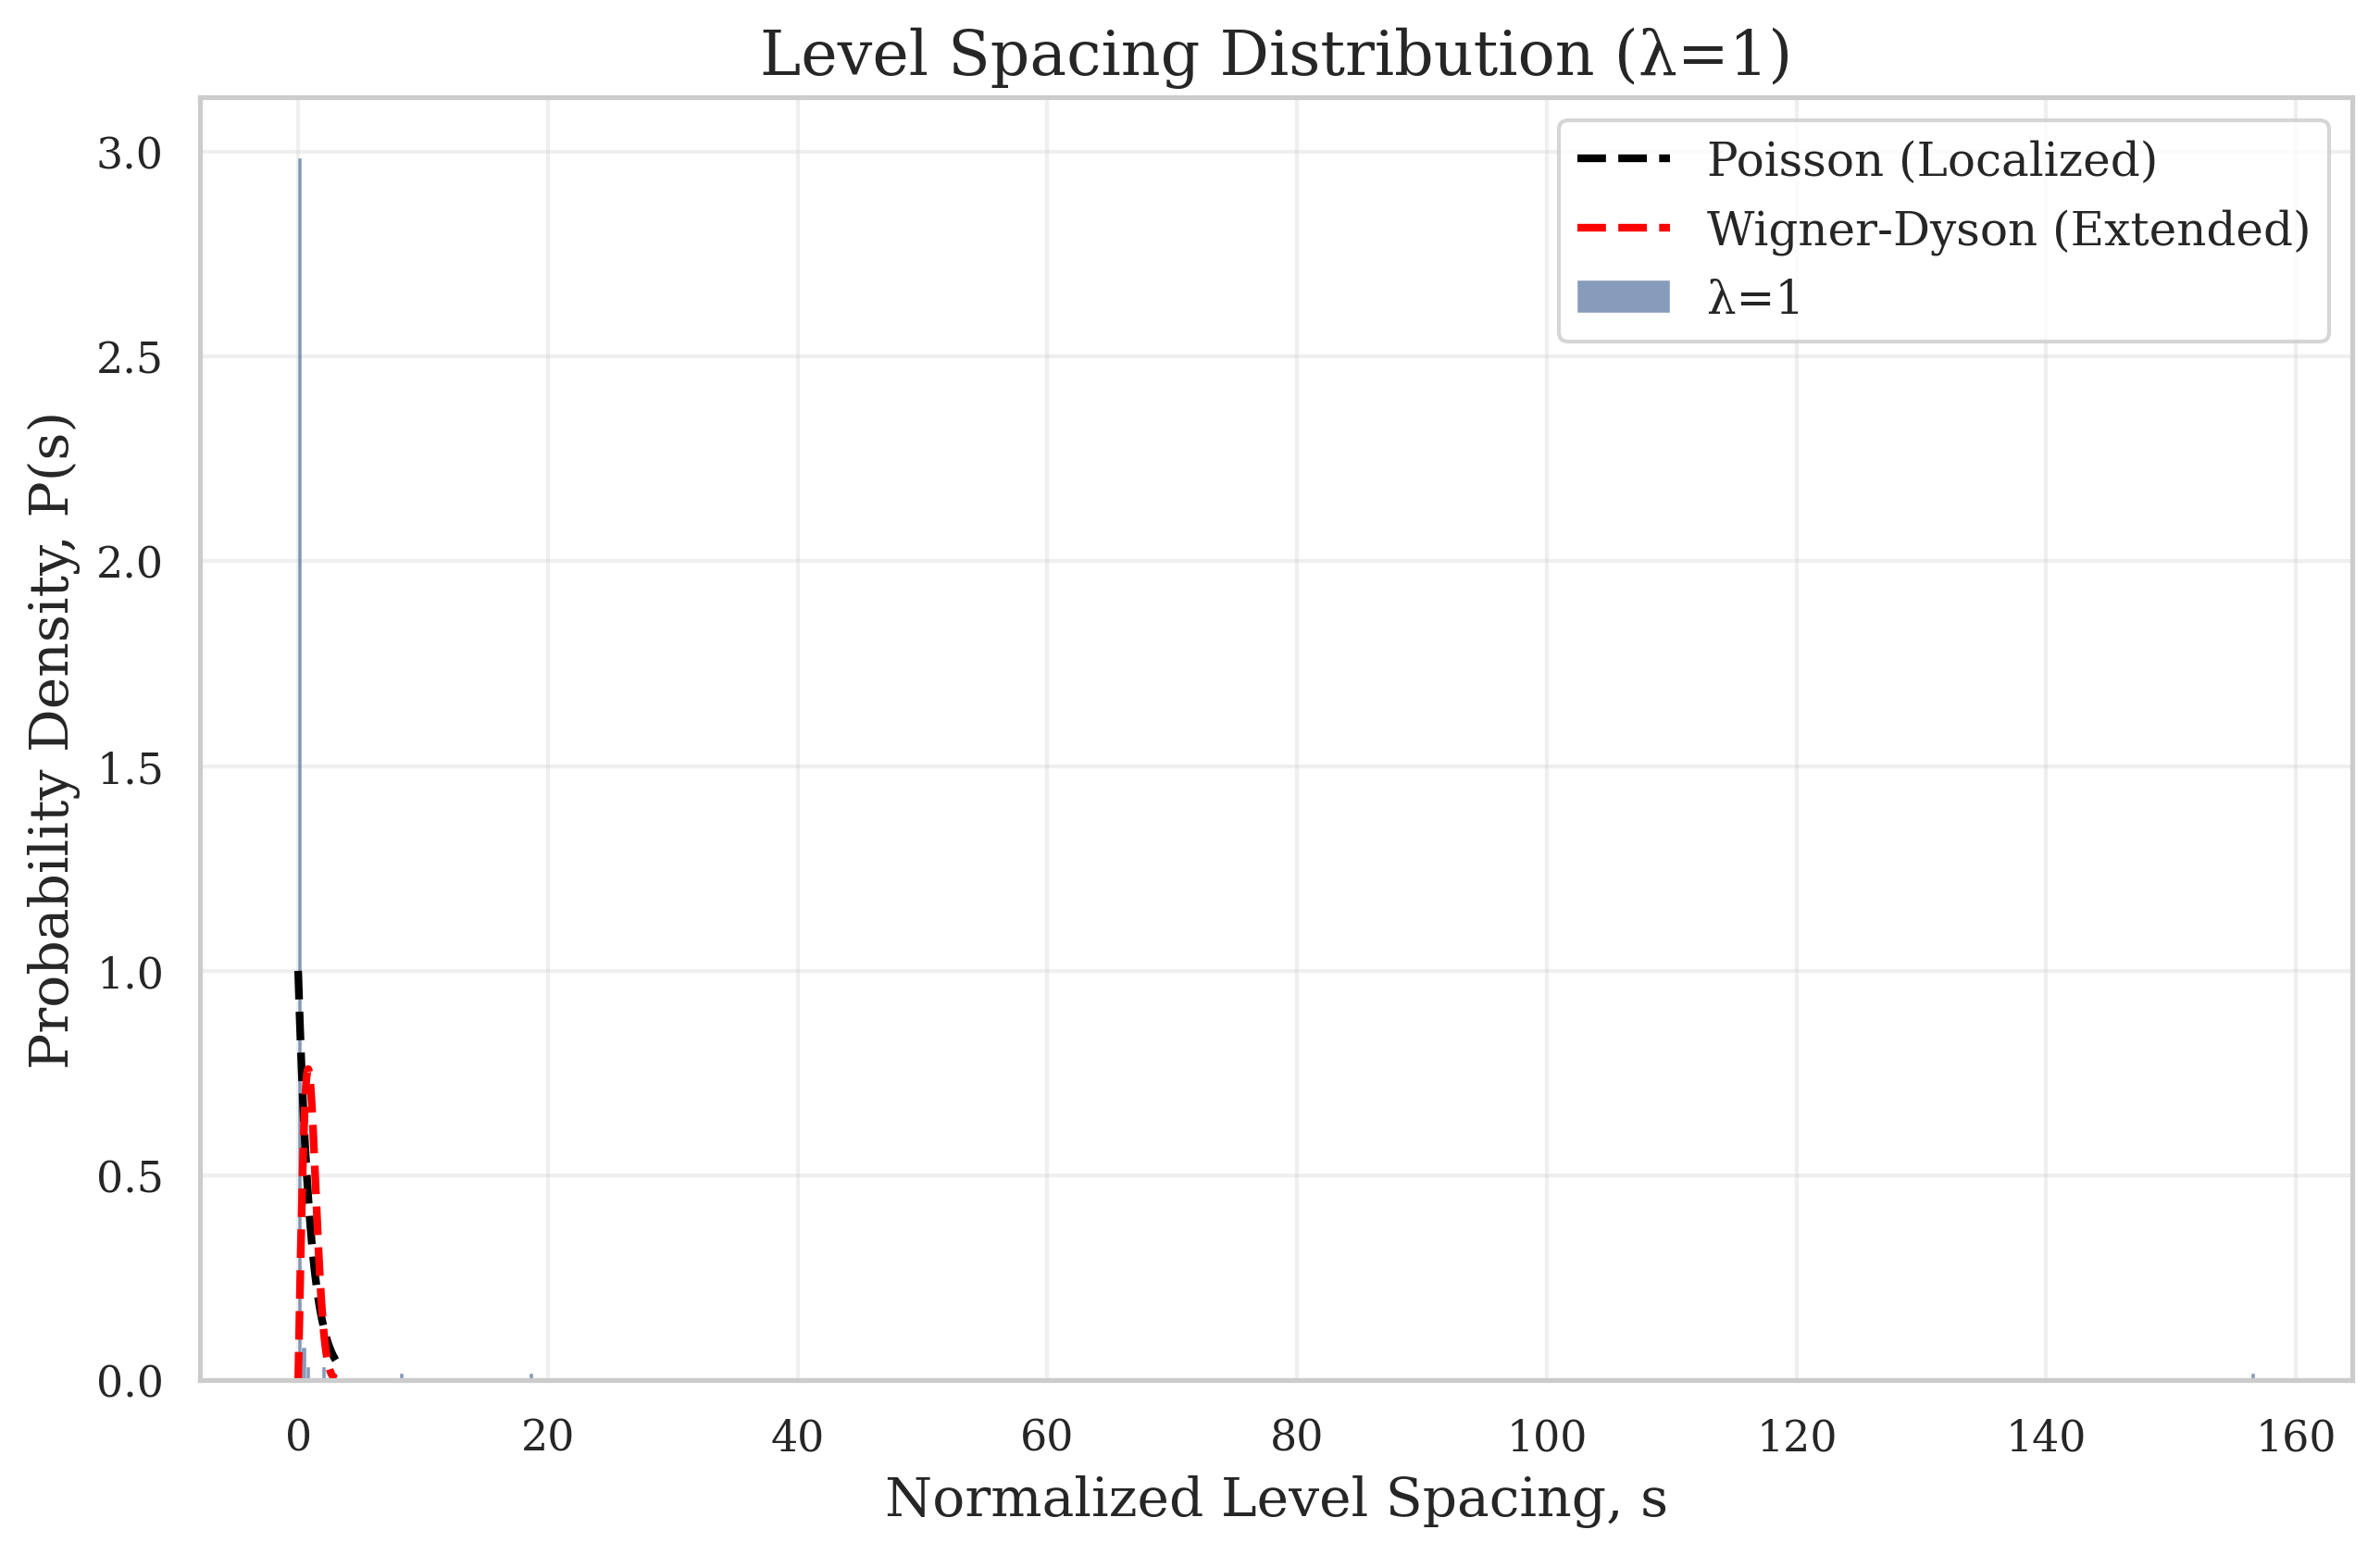 Level Spacing Distribution (λ=1)
Poisson (Localized)
Wigner-Dyson (Extended)
λ=1
Probability Density, P(s)
3.0
2.5
2.0
1.5
1.0
0.5
0.0
0 20 40 60 80 100 120 140 160
Normalized Level Spacing, s